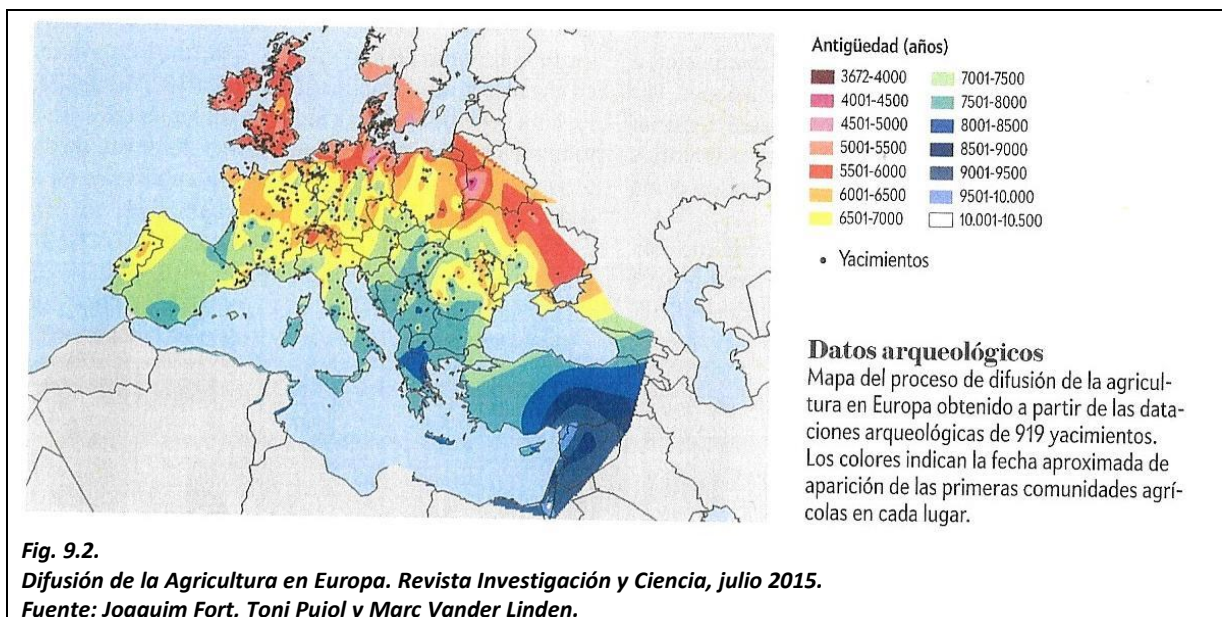 Antigüedad (años)
3672-4000
4001-4500
4501-5000
5001-5500
5501-6000
6001-6500
6501-7000
7001-7500
7501-8000
8001-8500
8501-9000
9001-9500
9501-10.000
10.001-10.500
Yacimientos
Datos arqueológicos
Mapa del proceso de difusión de la agricul-
tura en Europa obtenido a partir de las data-
ciones arqueológicas de 919 yacimientos.
Los colores indican la fecha aproximada de
aparición de las primeras comunidades agrí-
colas en cada lugar.
Fig. 9.2.
Difusión de la Agricultura en Europa. Revista Investigación y Ciencia, julio 2015.
Fuente: Joaquim Fort, Toni Pujol y Marc Vander Linden.